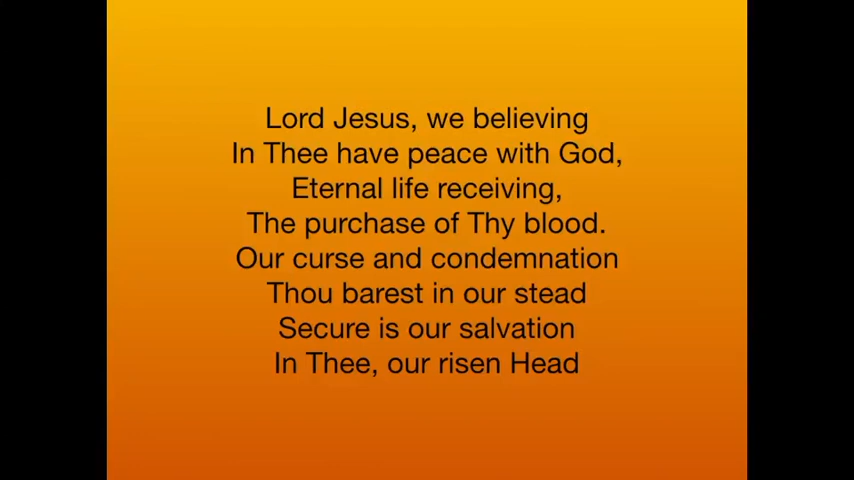 Lord Jesus, we believing
In Thee have peace with God,
Eternal life receiving,
The purchase of Thy blood.
Our curse and condemnation
Thou barest in our stead
Secure is our salvation
In Thee, our risen Head